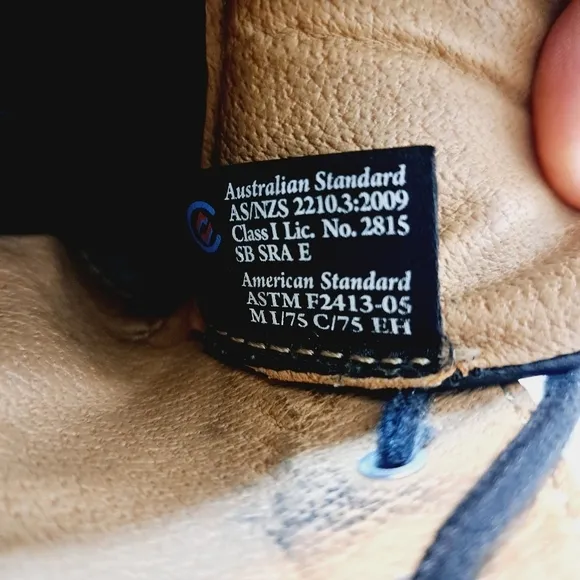 Australian Standard
AS/NZS 2210.3:2009
Class I Lic. No. 2815
SB SRA E
American Standard
ASTM F2413-05
M I/75 C/75 EH